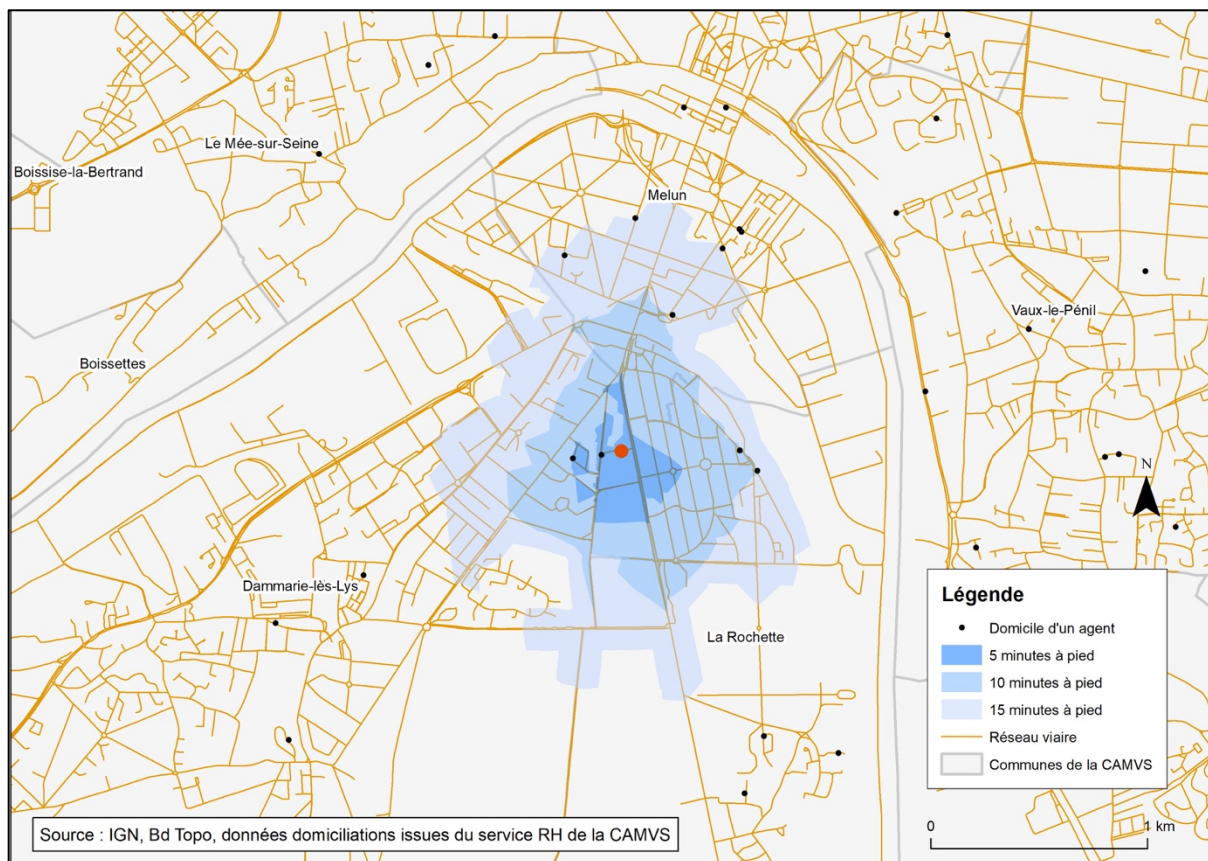 Le Mée-sur-Seine
Boissise-la-Bertrand
Melun
Vaux-le-Pénil
Boissettes
N
Dammarie-lès-Lys
La Rochette
Légende
Domicile d'un agent
5 minutes à pied
10 minutes à pied
15 minutes à pied
Réseau viaire
Communes de la CAMVS
Source : IGN, Bd Topo, données domiciliations issues du service RH de la CAMVS
0 1 km